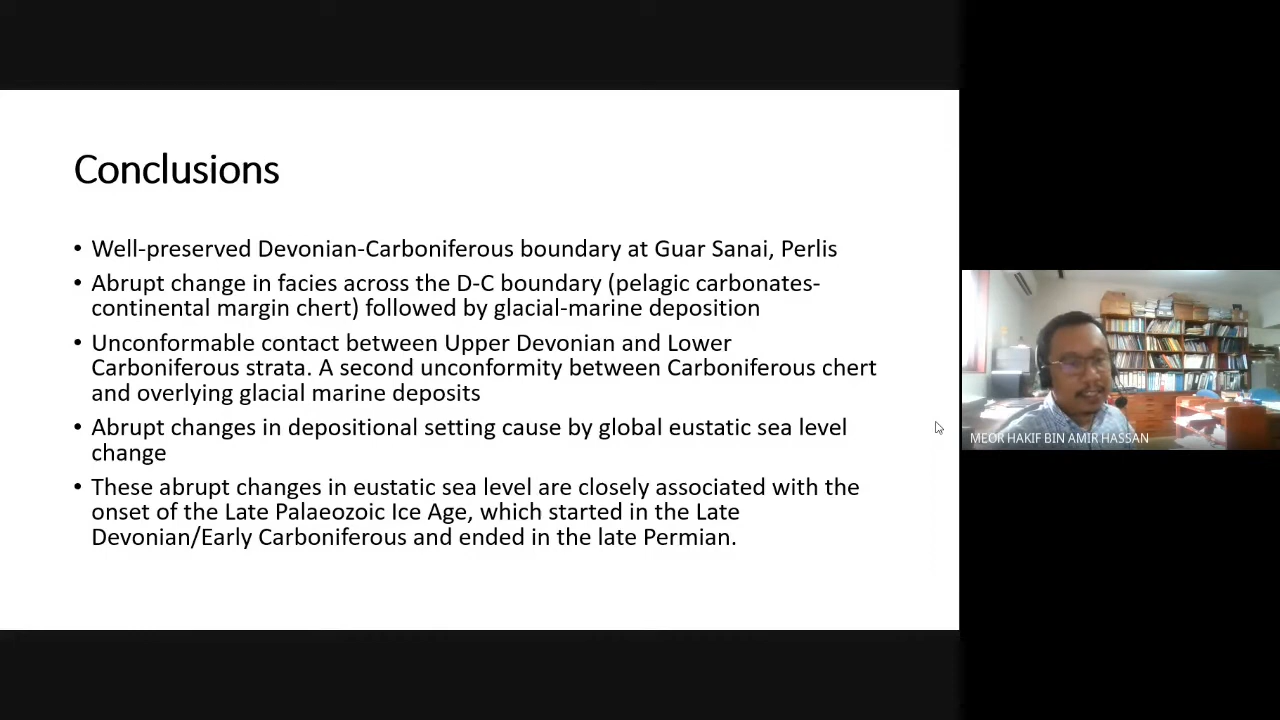 Conclusions
• Well-preserved Devonian-Carboniferous boundary at Guar Sanai, Perlis
• Abrupt change in facies across the D-C boundary (pelagic carbonates-
continental margin chert) followed by glacial-marine deposition
• Unconformable contact between Upper Devonian and Lower
Carboniferous strata. A second unconformity between Carboniferous chert
and overlying glacial marine deposits
• Abrupt changes in depositional setting cause by global eustatic sea level
change
• These abrupt changes in eustatic sea level are closely associated with the
onset of the Late Palaeozoic Ice Age, which started in the Late
Devonian/Early Carboniferous and ended in the late Permian.
MEOR HAKIF BIN AMIR HASSAN